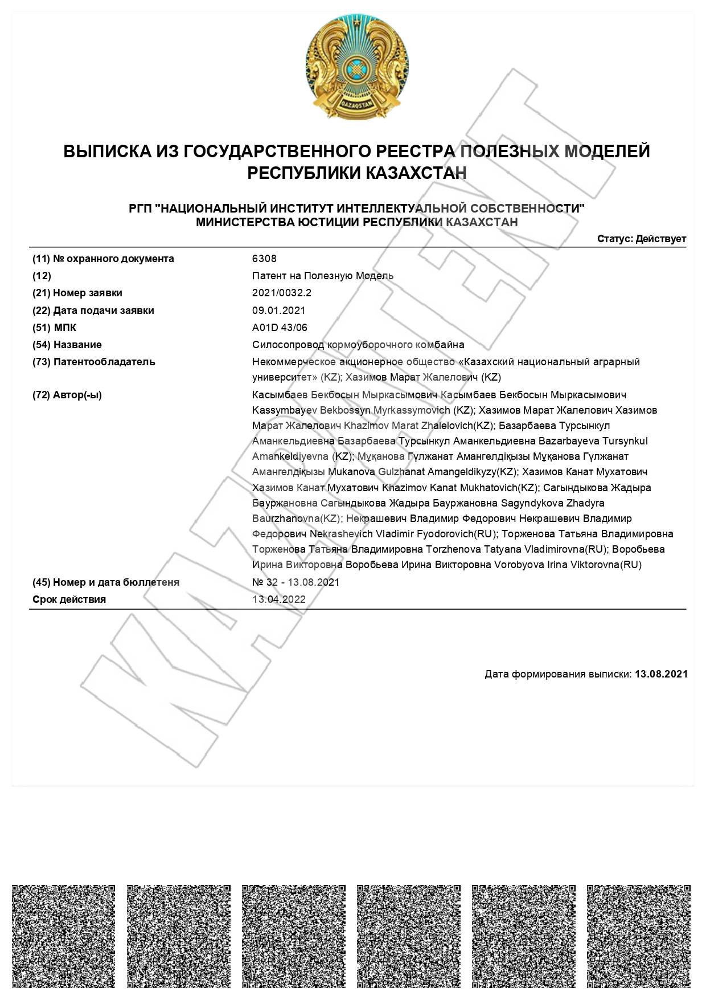 QAZAQSTAN
ВЫПИСКА ИЗ ГОСУДАРСТВЕННОГО РЕЕСТРА ПОЛЕЗНЫХ МОДЕЛЕЙ
РЕСПУБЛИКИ КАЗАХСТАН
РГП "НАЦИОНАЛЬНЫЙ ИНСТИТУТ ИНТЕЛЛЕКТУАЛЬНОЙ СОБСТВЕННОСТИ"
МИНИСТЕРСТВА ЮСТИЦИИ РЕСПУБЛИКИ КАЗАХСТАН
Статус: Действует
(11) № охранного документа 6308
(12) Патент на Полезную Модель
(21) Номер заявки 2021/0032.2
(22) Дата подачи заявки 09.01.2021
(51) МПК A01D 43/06
(54) Название Силосопровод кормоуборочного комбайна
(73) Патентообладатель Некоммерческое акционерное общество «Казахский национальный аграрный
университет» (KZ); Хазимов Марат Жалелович (KZ)
(72) Автор(-ы) Касымбаев Бекбосын Мыркасымович Касымбаев Бекбосын Мыркасымович
Kassymbayev Bekbossyn Myrkassymovich (KZ); Хазимов Марат Жалелович Хазимов
Марат Жалелович Khazimov Marat Zhalelovich(KZ); Базарбаева Турсынкул
Аманкельдиевна Базарбаева Турсынкул Аманкельдиевна Bazarbayeva Tursynkul
Amankeldiyevna (KZ); Мұқанова Гүлжанат Амангелдіқызы Мұқанова Гүлжанат
Амангелдіқызы Mukanova Gulzhanat Amangeldikyzy(KZ); Хазимов Канат Мухатович
Хазимов Канат Мухатович Khazimov Kanat Mukhatovich(KZ); Сагындыкова Жадыра
Бауржановна Сагындыкова Жадыра Бауржановна Sagyndykova Zhadyra
Baurzhanovna(KZ); Некрашевич Владимир Федорович Некрашевич Владимир
Федорович Nekrashevich Vladimir Fyodorovich(RU); Торженова Татьяна Владимировна
Торженова Татьяна Владимировна Torzhenova Tatyana Vladimirovna(RU); Воробьева
Ирина Викторовна Воробьева Ирина Викторовна Vorobyova Irina Viktorovna(RU)
(45) Номер и дата бюллетеня № 32 - 13.08.2021
Срок действия 13.04.2022
Дата формирования выписки: 13.08.2021
KAZPATENT